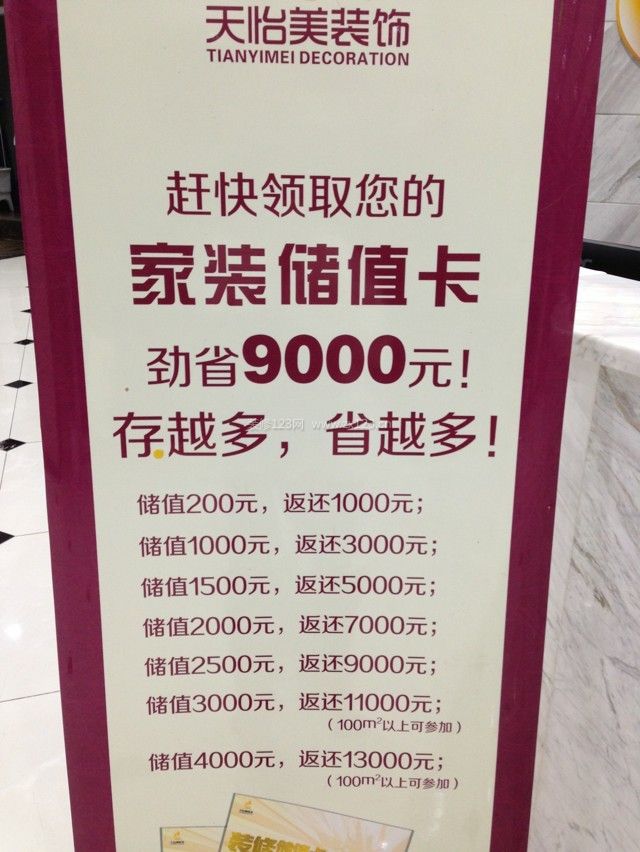 天怡美装饰
TIANYIMEI DECORATION
赶快领取您的
家装储值卡
劲省9000元！
存越多，省越多！
储值200元，返还1000元；
储值1000元，返还3000元；
储值1500元，返还5000元；
储值2000元，返还7000元；
储值2500元，返还9000元；
储值3000元，返还11000元；
（100m²以上可参加）
储值4000元，返还13000元；
（100m²以上可参加）